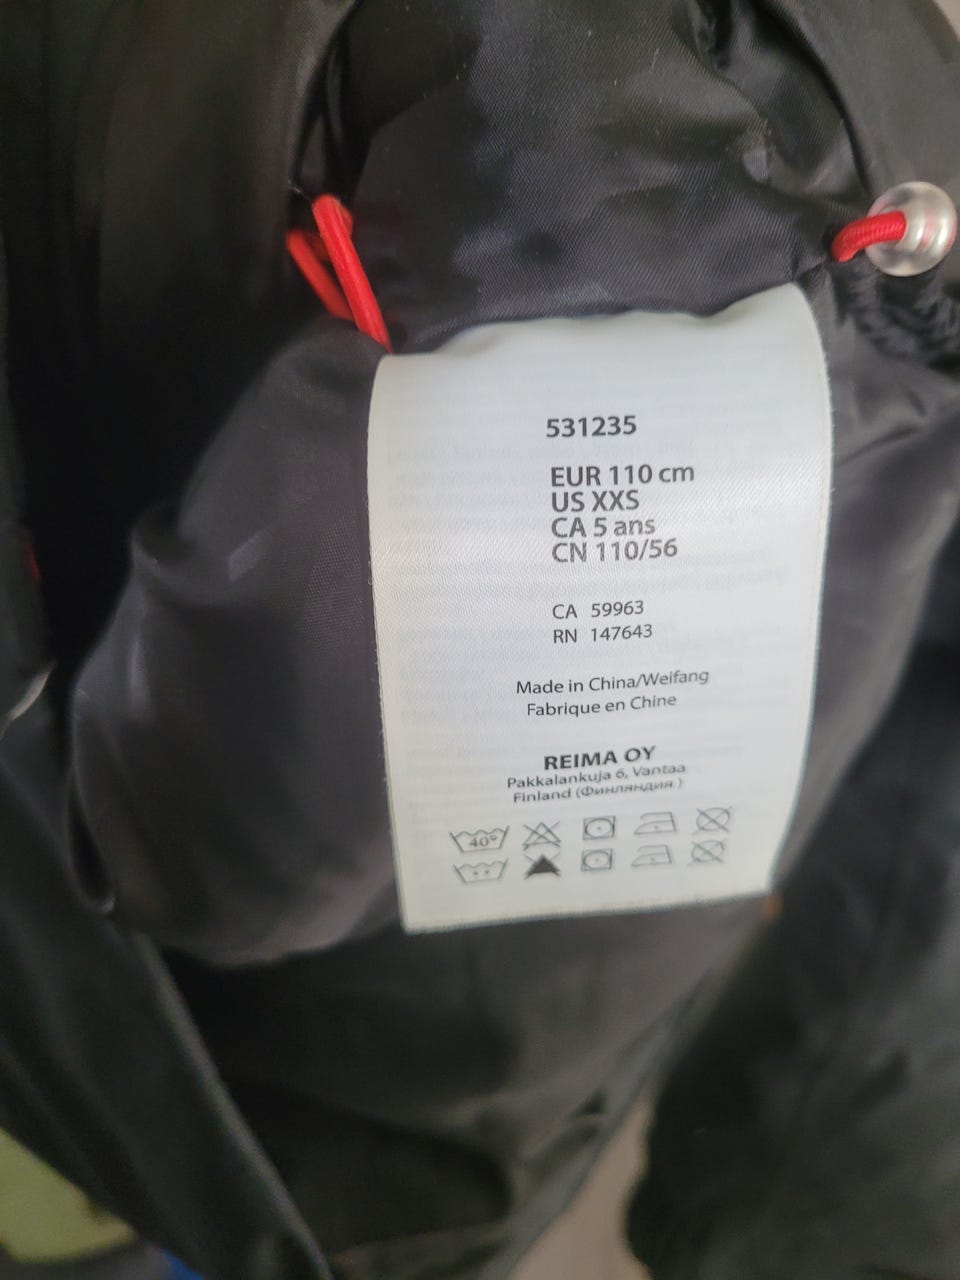 531235
EUR 110 cm
US XXS
CA 5 ans
CN 110/56
CA 59963
RN 147643
Made in China/Weifang
Fabrique en Chine
REIMA OY
Pakkalankuja 6, Vantaa
Finland (Финляндия)
40°